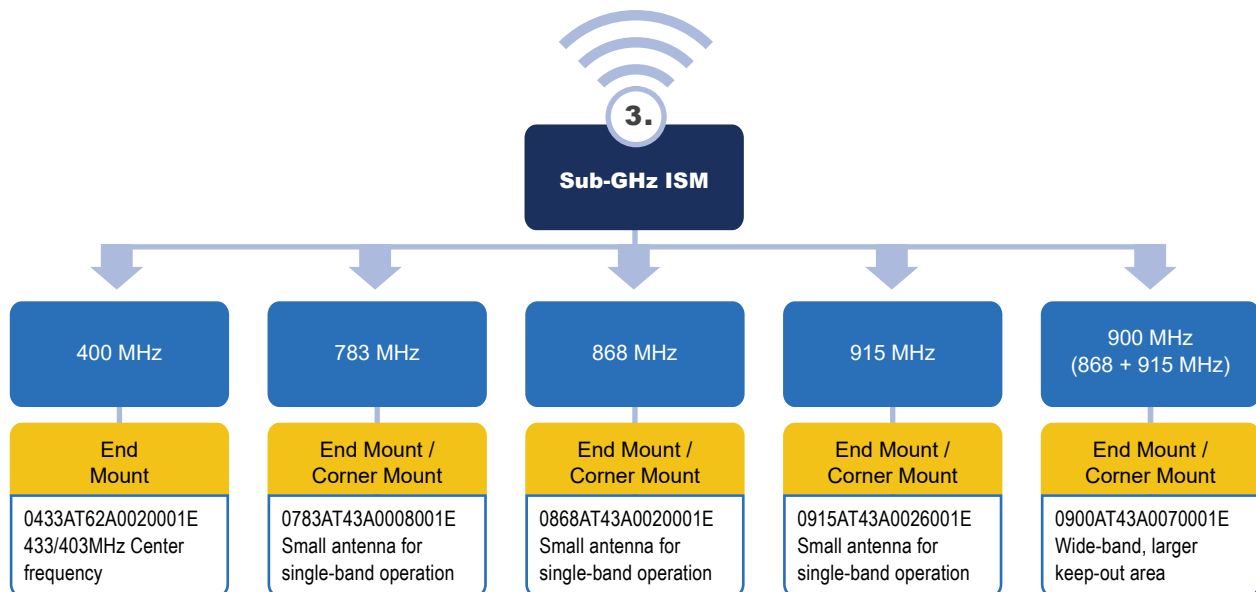 3.
Sub-GHz ISM
400 MHz
783 MHz
868 MHz
915 MHz
900 MHz
(868 + 915 MHz)
End
Mount
0433AT62A0020001E
433/403MHz Center
frequency
End Mount /
Corner Mount
0783AT43A0008001E
Small antenna for
single-band operation
End Mount /
Corner Mount
0868AT43A0020001E
Small antenna for
single-band operation
End Mount /
Corner Mount
0915AT43A0026001E
Small antenna for
single-band operation
End Mount /
Corner Mount
0900AT43A0070001E
Wide-band, larger
keep-out area